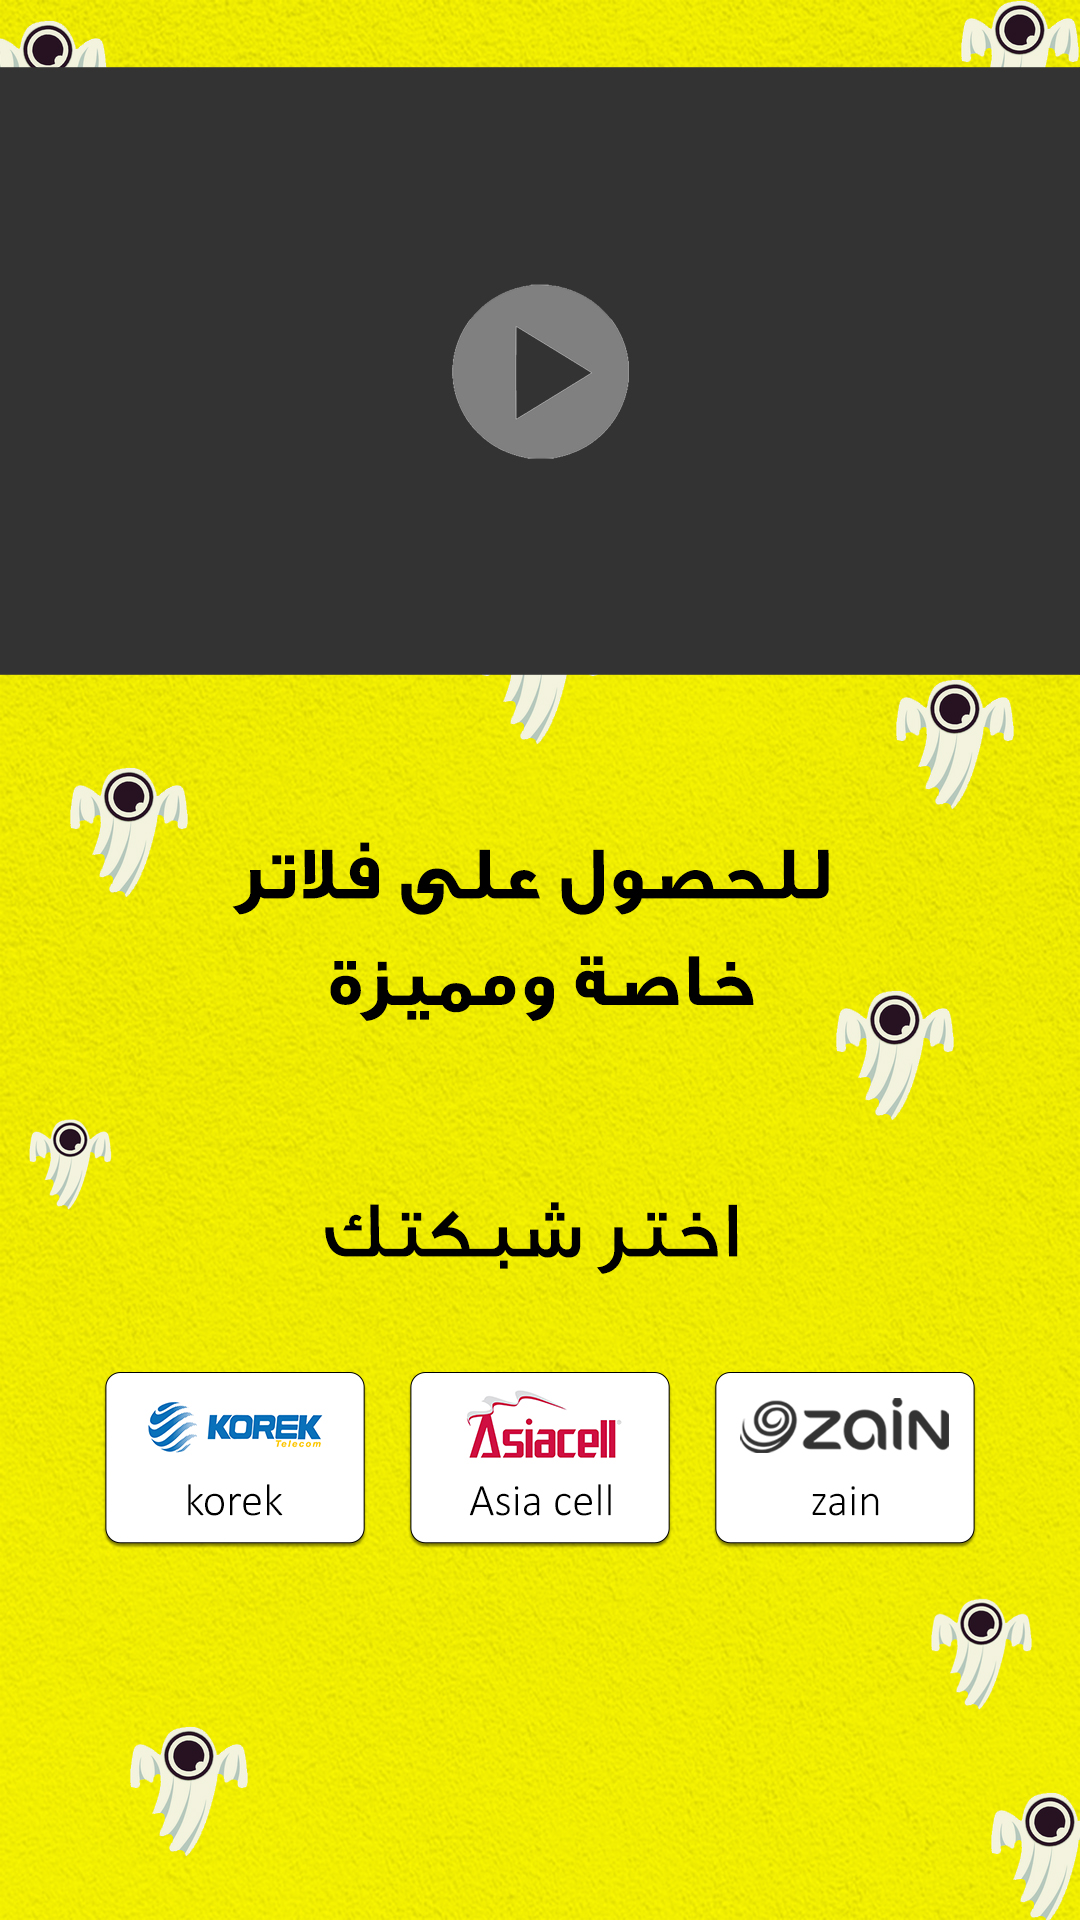 للحصول على فلاتر
خاصة ومميزة
اختر شبكتك
KOREK
Telecom
korek
Asiacell
Asia cell
zain
zain